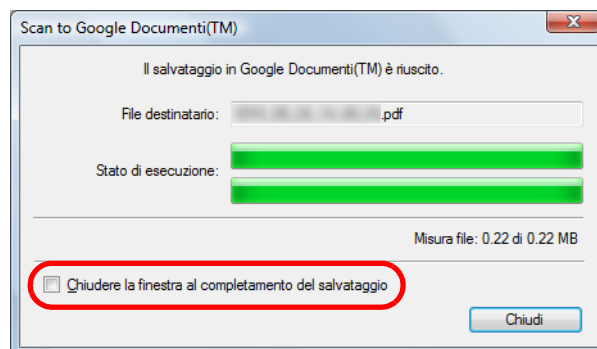 Scan to Google Documenti(TM)
Il salvataggio in Google Documenti(TM) è riuscito.
File destinatario: .pdf
Stato di esecuzione:
Misura file: 0.22 di 0.22 MB
Chiudere la finestra al completamento del salvataggio
Chiudi